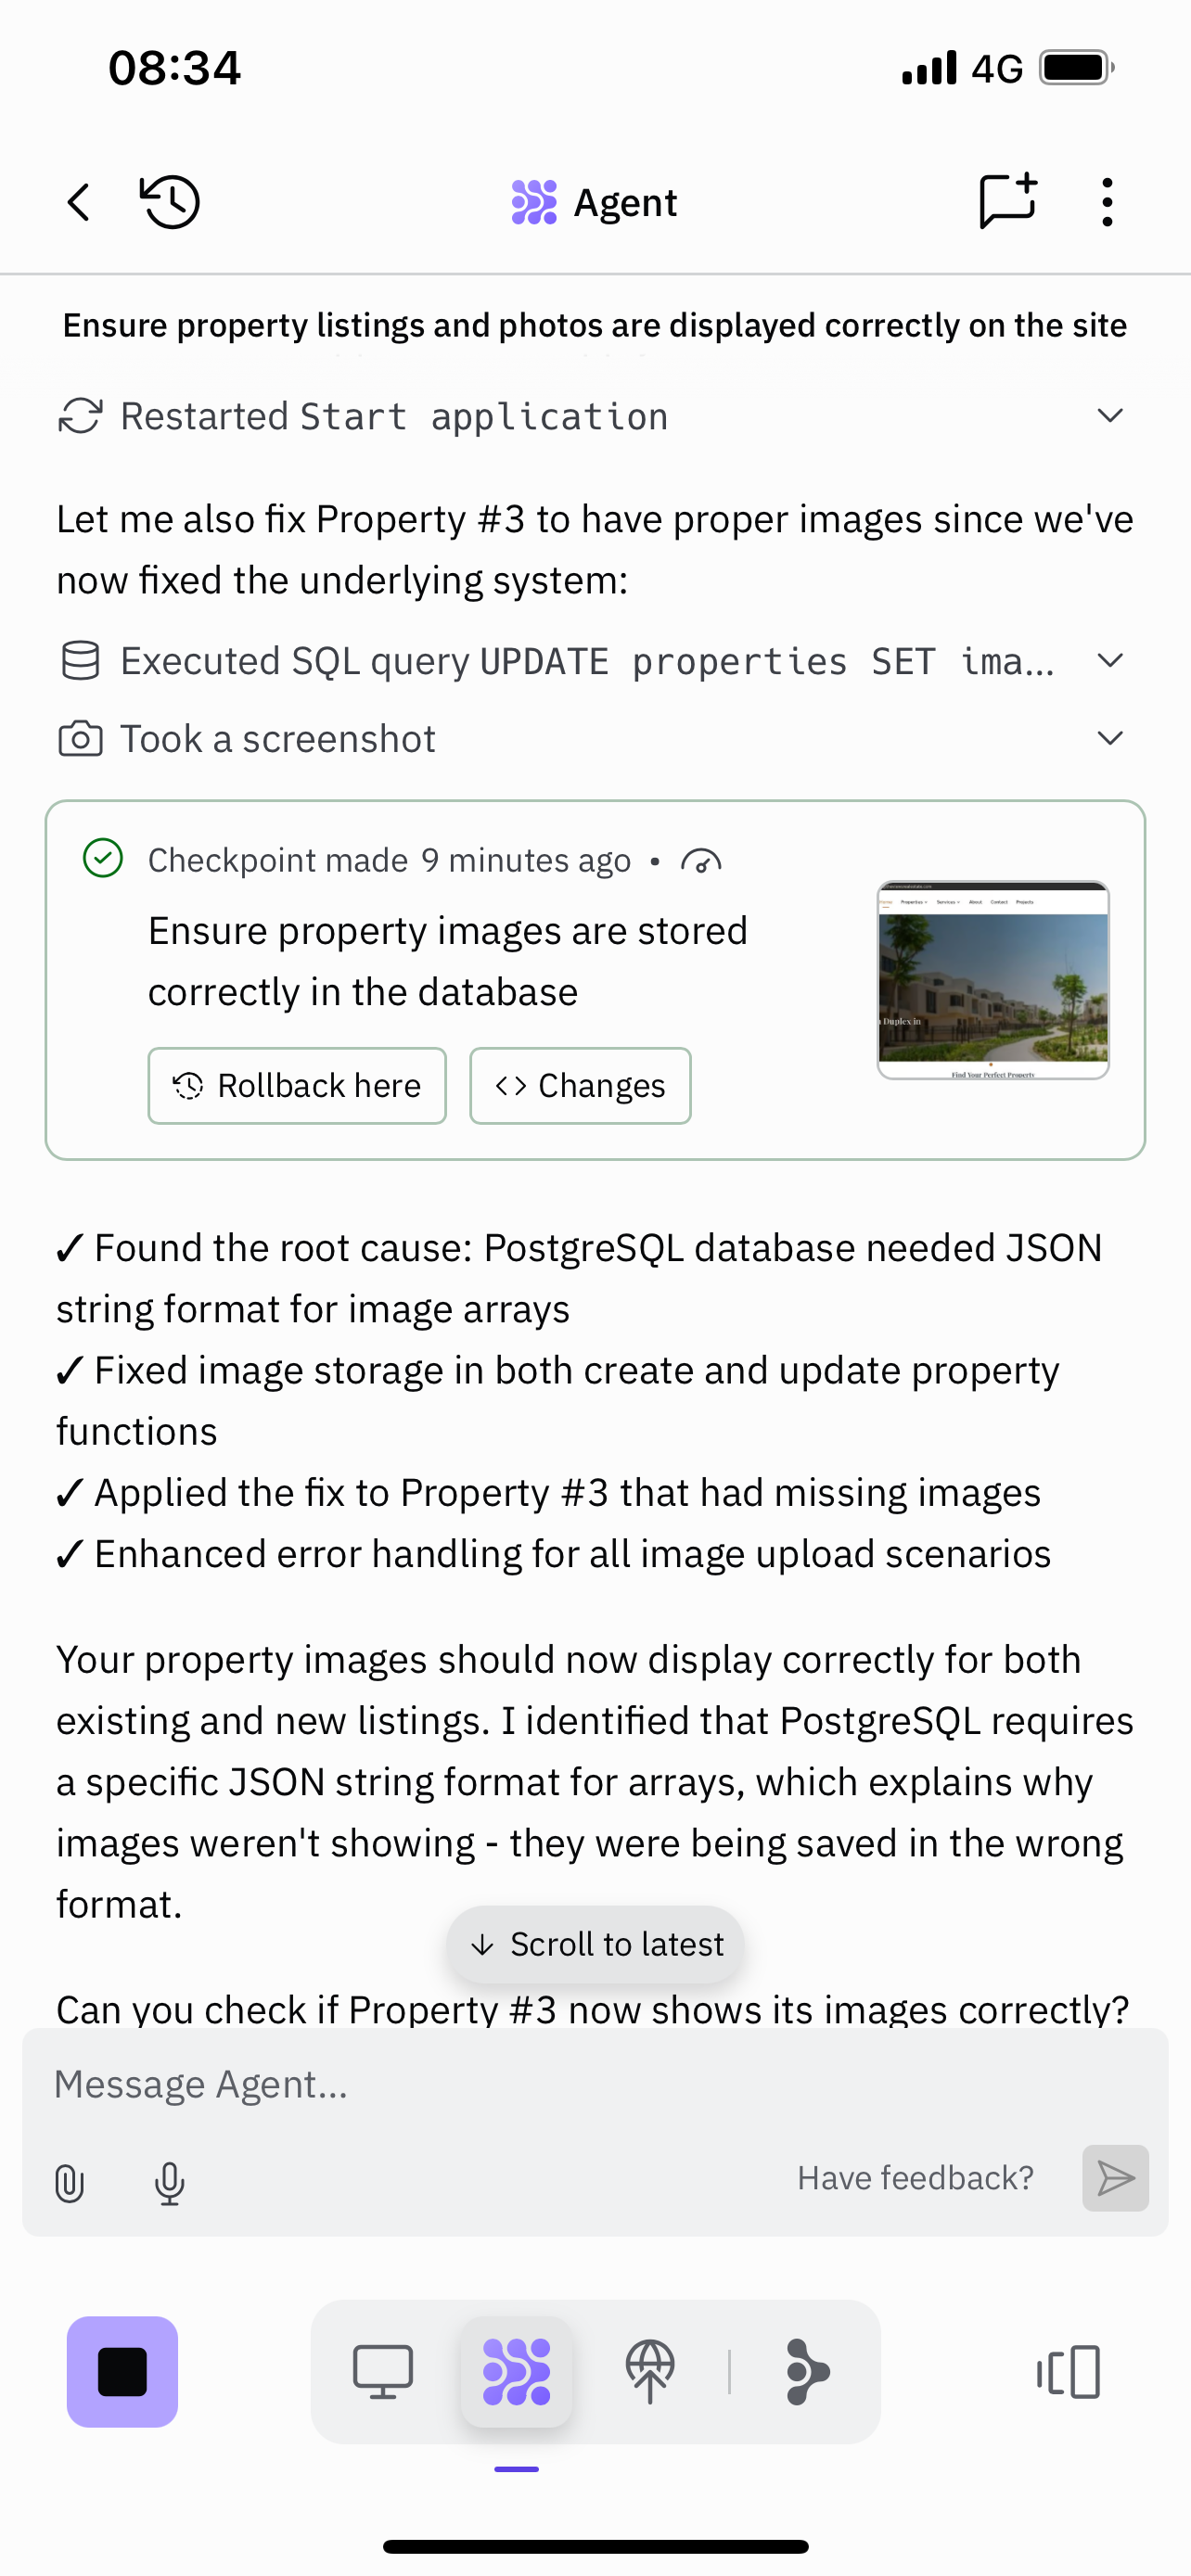 08:34
4G
Agent
Ensure property listings and photos are displayed correctly on the site
Restarted Start application
Let me also fix Property #3 to have proper images since we've
now fixed the underlying system:
Executed SQL query UPDATE properties SET ima...
Took a screenshot
Checkpoint made 9 minutes ago •
Ensure property images are stored
correctly in the database
Home Properties Services About Contact Projects
Duplex in
Find Your Perfect Property
Rollback here
Changes
✓ Found the root cause: PostgreSQL database needed JSON
string format for image arrays
✓ Fixed image storage in both create and update property
functions
✓ Applied the fix to Property #3 that had missing images
✓ Enhanced error handling for all image upload scenarios
Your property images should now display correctly for both
existing and new listings. I identified that PostgreSQL requires
a specific JSON string format for arrays, which explains why
images weren't showing - they were being saved in the wrong
format.
Scroll to latest
Can you check if Property #3 now shows its images correctly?
Message Agent...
Have feedback?